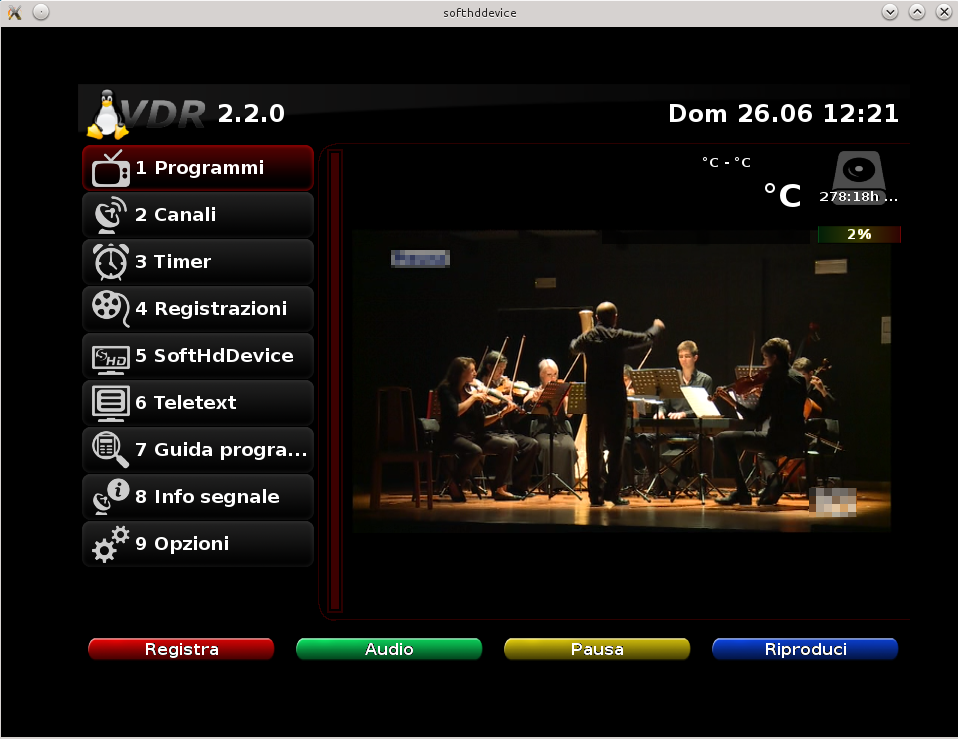 softhddevice
VDR 2.2.0
Dom 26.06 12:21
1 Programmi
2 Canali
3 Timer
4 Registrazioni
SHD
5 SoftHdDevice
6 Teletext
7 Guida progra...
8 Info segnale
9 Opzioni
°C - °C
°C
278:18h ...
2%
Registra
Audio
Pausa
Riproduci